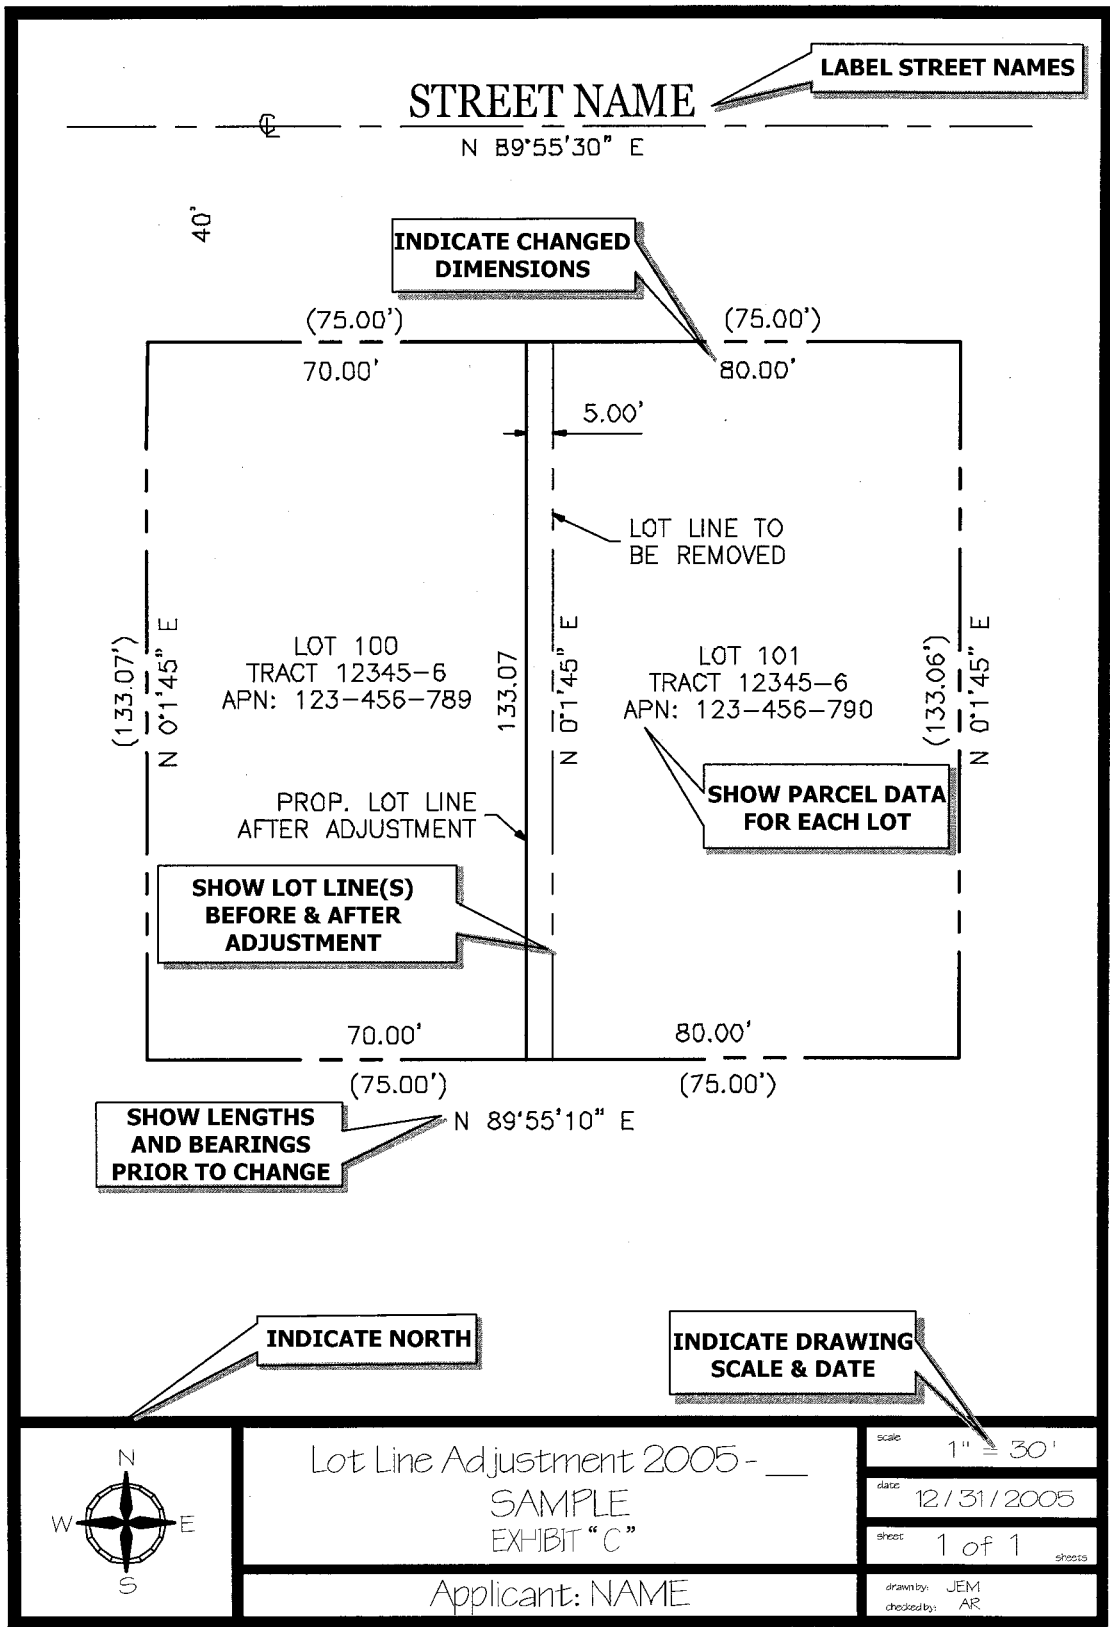 LABEL STREET NAMES
STREET NAME
℄
N 89°55'30" E
40'
INDICATE CHANGED
DIMENSIONS
(75.00') (75.00')
70.00' 80.00'
5.00'
LOT LINE TO
BE REMOVED
(133.07')
N 0°1'45" E
LOT 100
TRACT 12345-6
APN: 123-456-789
133.07
N 0°1'45" E
LOT 101
TRACT 12345-6
APN: 123-456-790
(133.06')
N 0°1'45" E
SHOW PARCEL DATA
FOR EACH LOT
PROP. LOT LINE
AFTER ADJUSTMENT
SHOW LOT LINE(S)
BEFORE & AFTER
ADJUSTMENT
70.00' 80.00'
(75.00') (75.00')
SHOW LENGTHS
AND BEARINGS
PRIOR TO CHANGE
N 89°55'10" E
INDICATE NORTH
INDICATE DRAWING
SCALE & DATE
N
W E
S
Lot Line Adjustment 2005 - __
SAMPLE
EXHIBIT "C"
Applicant: NAME
scale 1" = 30'
date 12/31/2005
sheet 1 of 1 sheets
drawn by: JEM
checked by: AR